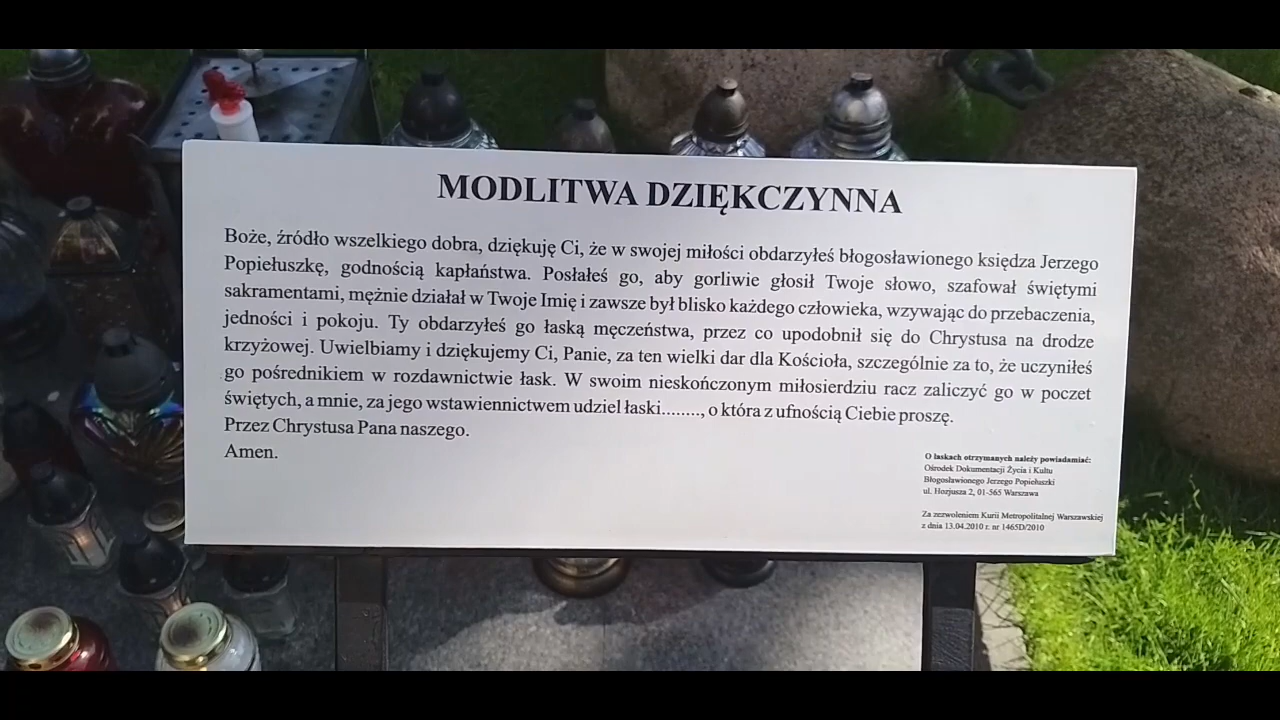 MODLITWA DZIĘKCZYNNA
Boże, źródło wszelkiego dobra, dziękuję Ci, że w swojej miłości obdarzyłeś błogosławionego księdza Jerzego
Popiełuszkę, godnością kapłaństwa. Posłałeś go, aby gorliwie głosił Twoje słowo, szafował świętymi
sakramentami, mężnie działał w Twoje Imię i zawsze był blisko każdego człowieka, wzywając do przebaczenia,
jedności i pokoju. Ty obdarzyłeś go łaską męczeństwa, przez co upodobnił się do Chrystusa na drodze
krzyżowej. Uwielbiamy i dziękujemy Ci, Panie, za ten wielki dar dla Kościoła, szczególnie za to, że uczyniłeś
go pośrednikiem w rozdawnictwie łask. W swoim nieskończonym miłosierdziu racz zaliczyć go w poczet
świętych, a mnie, za jego wstawiennictwem udziel łaski........, o która z ufnością Ciebie proszę.
Przez Chrystusa Pana naszego.
Amen.
O łaskach otrzymanych należy powiadamiać:
Ośrodek Dokumentacji Życia i Kultu
Błogosławionego Jerzego Popiełuszki
ul. Hozjusza 2, 01-565 Warszawa
Za zezwoleniem Kurii Metropolitalnej Warszawskiej
z dnia 13.04.2010 r. nr 1465D/2010